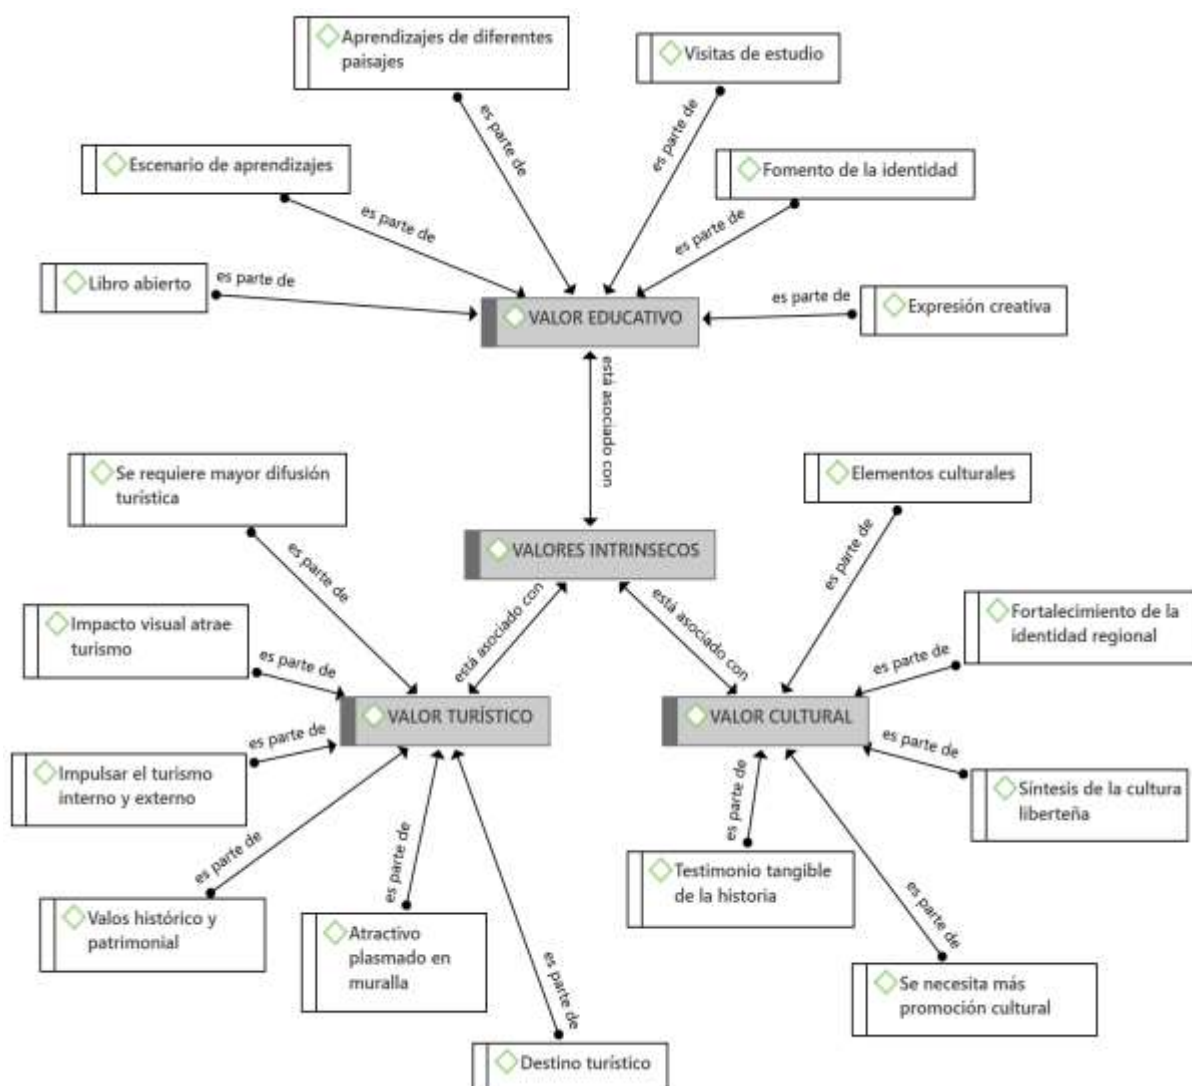 Aprendizajes de diferentes
paisajes
Visitas de estudio
es parte de
es parte de
Escenario de aprendizajes
Fomento de la identidad
es parte de
es parte de
Libro abierto
es parte de
es parte de
Expresión creativa
VALOR EDUCATIVO
está asociado con
Se requiere mayor difusión
turística
Elementos culturales
es parte de
es parte de
VALORES INTRINSECOS
está asociado con
está asociado con
Impacto visual atrae
turismo
Fortalecimiento de la
identidad regional
es parte de
es parte de
VALOR TURÍSTICO
VALOR CULTURAL
es parte de
es parte de
Impulsar el turismo
interno y externo
Síntesis de la cultura
liberteña
es parte de
es parte de
es parte de
Testimonio tangible
de la historia
es parte de
Valos histórico y
patrimonial
Atractivo
plasmado en
muralla
es parte de
Se necesita más
promoción cultural
Destino turístico